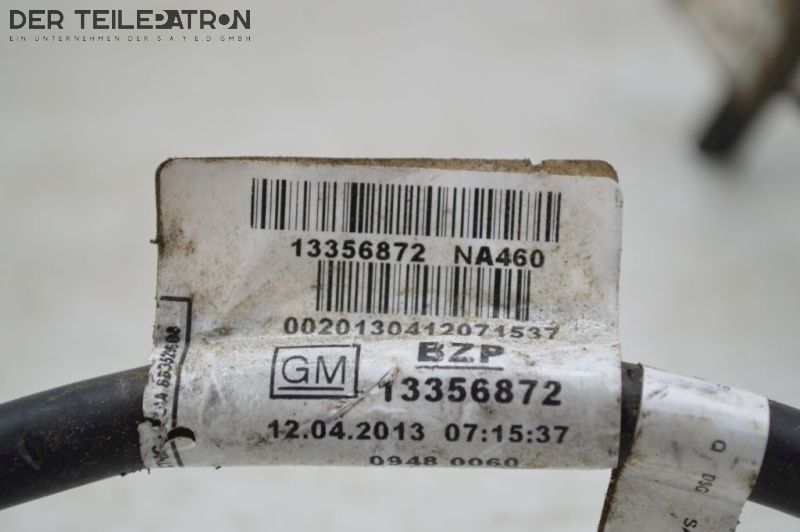 DER TEILEPATRON
EIN UNTERNEHMEN DER S A Y E.D GMBH
13356872 NA460
0020130412071537
GM BZP
13356872
12.04.2013 07:15:37
0948 0060
D DSG